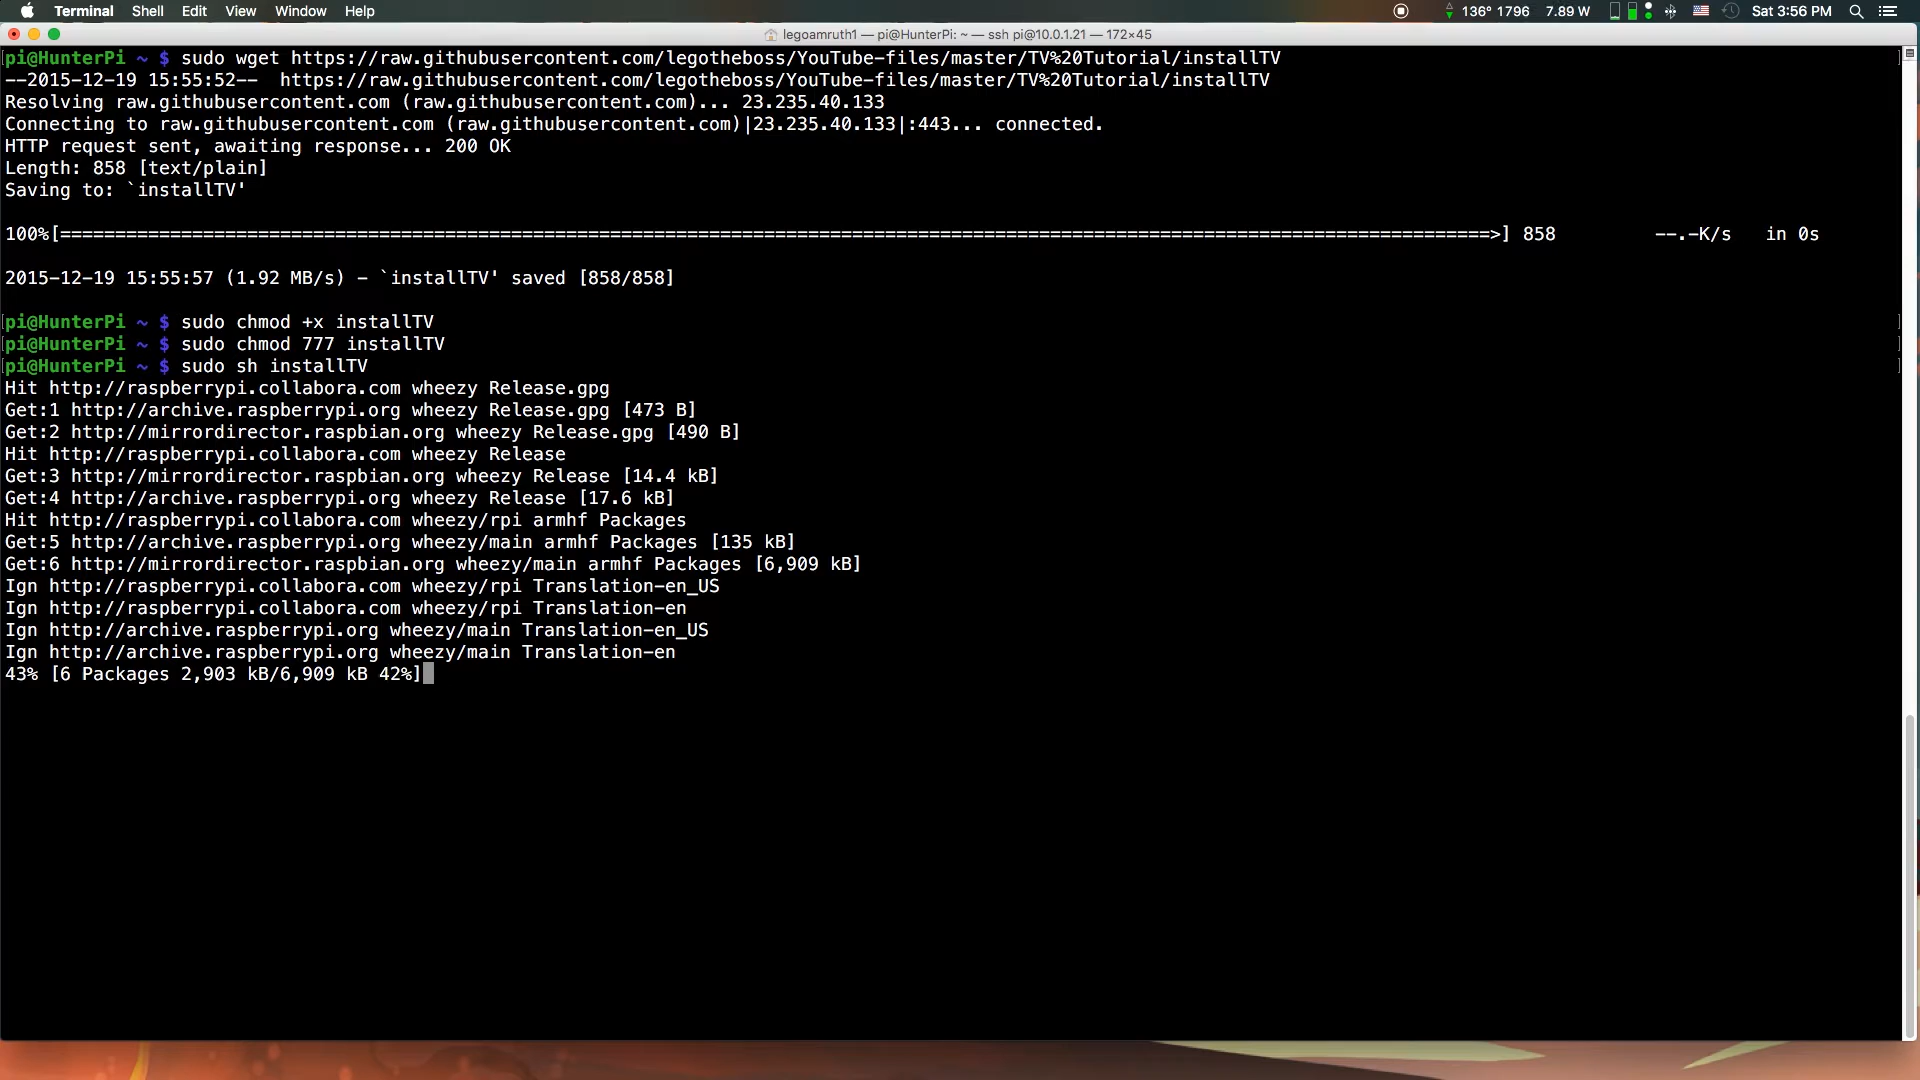 Terminal Shell Edit View Window Help 136° 1796 7.89 W Sat 3:56 PM
legoamruth1 — pi@HunterPi: ~ — ssh pi@10.0.1.21 — 172×45
pi@HunterPi ~ $ sudo wget https://raw.githubusercontent.com/legotheboss/YouTube-files/master/TV%20Tutorial/installTV
--2015-12-19 15:55:52--  https://raw.githubusercontent.com/legotheboss/YouTube-files/master/TV%20Tutorial/installTV
Resolving raw.githubusercontent.com (raw.githubusercontent.com)... 23.235.40.133
Connecting to raw.githubusercontent.com (raw.githubusercontent.com)|23.235.40.133|:443... connected.
HTTP request sent, awaiting response... 200 OK
Length: 858 [text/plain]
Saving to: `installTV'
100%[==================================================================================================================================>] 858         --.-K/s   in 0s
2015-12-19 15:55:57 (1.92 MB/s) - `installTV' saved [858/858]
pi@HunterPi ~ $ sudo chmod +x installTV
pi@HunterPi ~ $ sudo chmod 777 installTV
pi@HunterPi ~ $ sudo sh installTV
Hit http://raspberrypi.collabora.com wheezy Release.gpg
Get:1 http://archive.raspberrypi.org wheezy Release.gpg [473 B]
Get:2 http://mirrordirector.raspbian.org wheezy Release.gpg [490 B]
Hit http://raspberrypi.collabora.com wheezy Release
Get:3 http://mirrordirector.raspbian.org wheezy Release [14.4 kB]
Get:4 http://archive.raspberrypi.org wheezy Release [17.6 kB]
Hit http://raspberrypi.collabora.com wheezy/rpi armhf Packages
Get:5 http://archive.raspberrypi.org wheezy/main armhf Packages [135 kB]
Get:6 http://mirrordirector.raspbian.org wheezy/main armhf Packages [6,909 kB]
Ign http://raspberrypi.collabora.com wheezy/rpi Translation-en_US
Ign http://raspberrypi.collabora.com wheezy/rpi Translation-en
Ign http://archive.raspberrypi.org wheezy/main Translation-en_US
Ign http://archive.raspberrypi.org wheezy/main Translation-en
43% [6 Packages 2,903 kB/6,909 kB 42%]